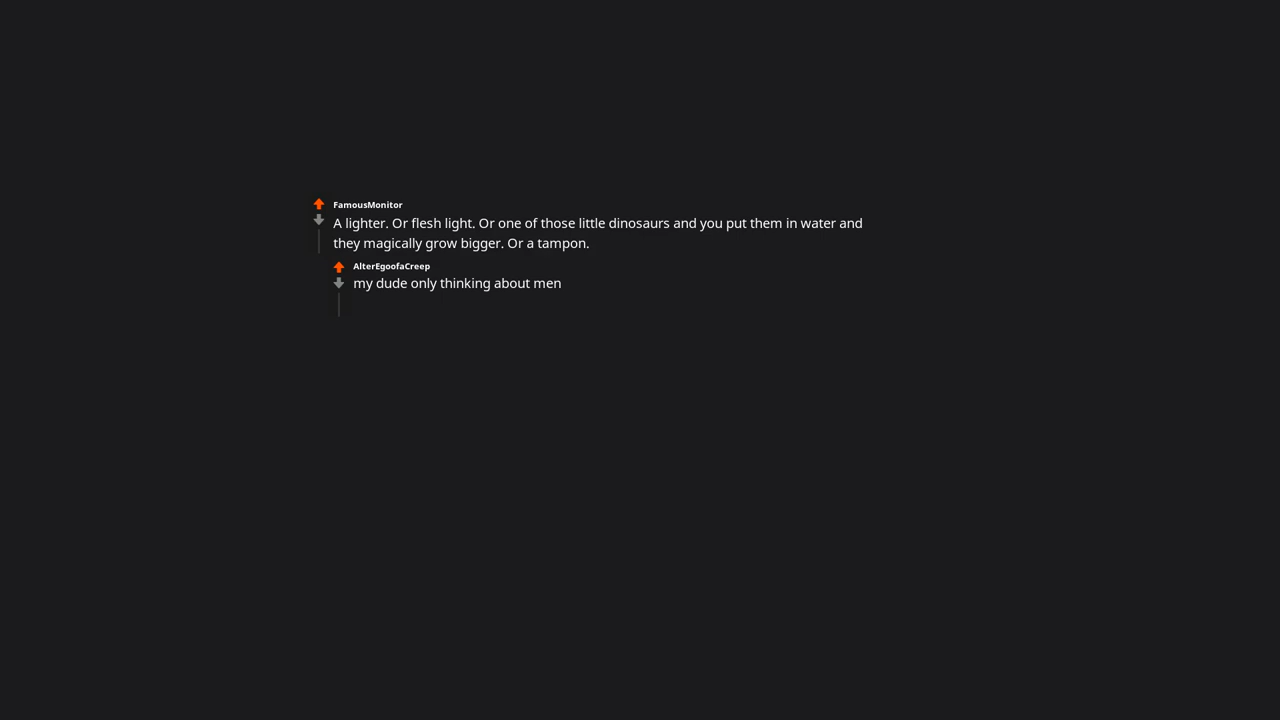 FamousMonitor
A lighter. Or flesh light. Or one of those little dinosaurs and you put them in water and
they magically grow bigger. Or a tampon.
AlterEgoofaCreep
my dude only thinking about men